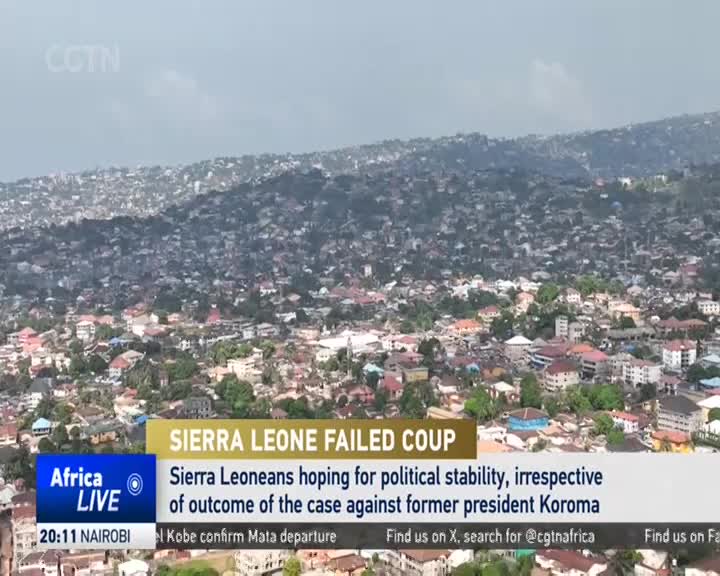 CGTN
SIERRA LEONE FAILED COUP
Sierra Leoneans hoping for political stability, irrespective
of outcome of the case against former president Koroma
Africa
LIVE
20:11 NAIROBI
el Kobe confirm Mata departure Find us on X, search for @cgtnafrica Find us on Fa